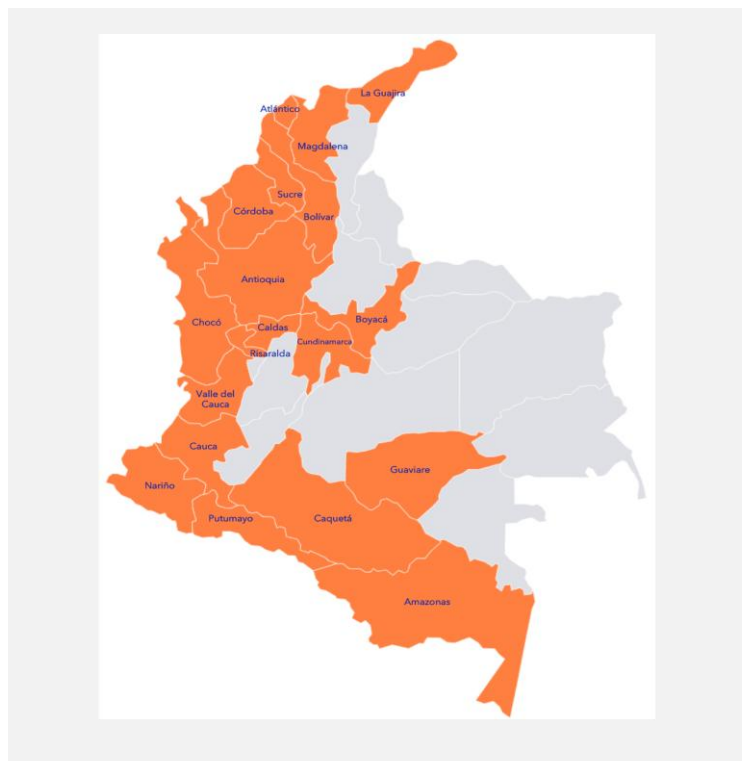 La Guajira
Atlántico
Magdalena
Sucre
Córdoba
Bolívar
Antioquia
Chocó
Caldas
Boyacá
Cundinamarca
Risaralda
Valle del
Cauca
Cauca
Guaviare
Nariño
Putumayo
Caquetá
Amazonas